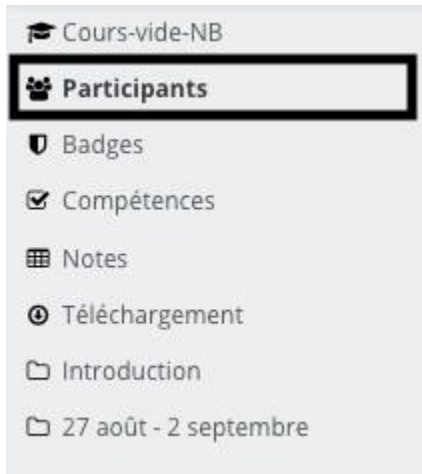 Cours-vide-NB
Participants
Badges
Compétences
Notes
Téléchargement
Introduction
27 août - 2 septembre